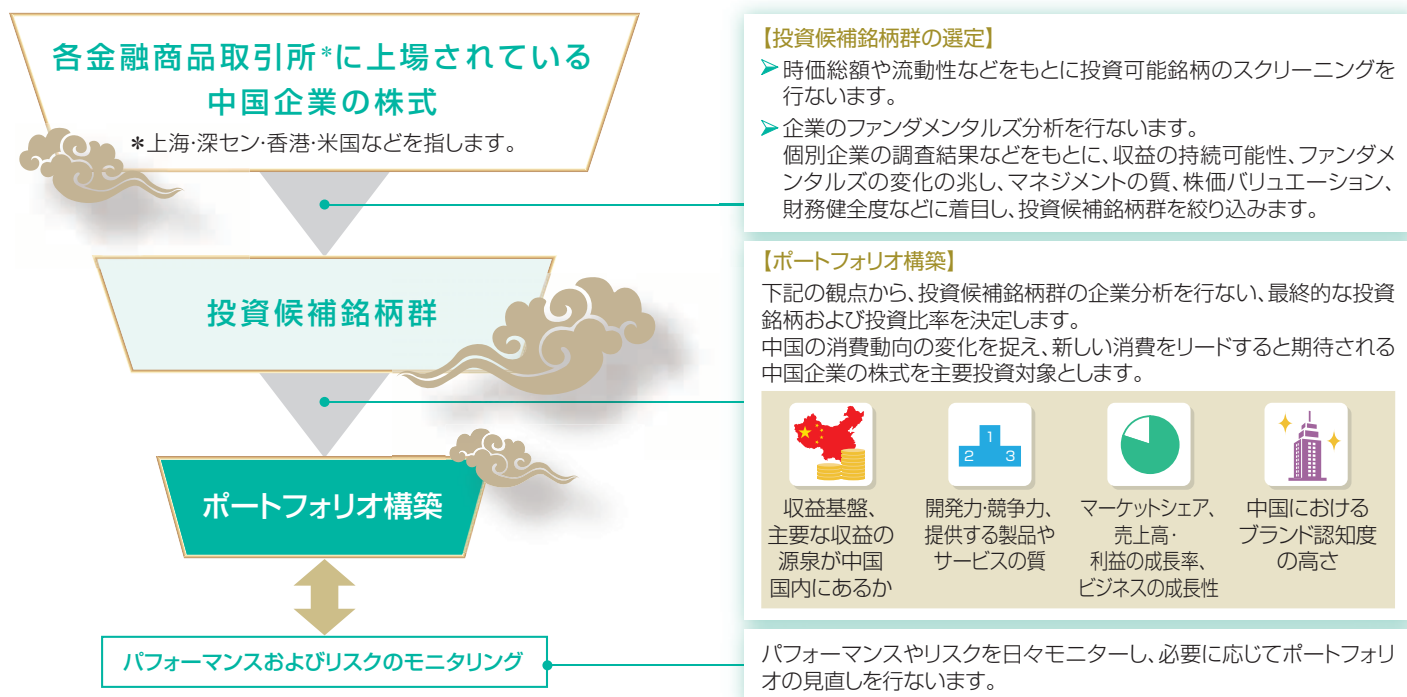 各金融商品取引所*に上場されている
中国企業の株式
*上海・深セン・香港・米国などを指します。
投資候補銘柄群
ポートフォリオ構築
パフォーマンスおよびリスクのモニタリング
【投資候補銘柄群の選定】
➢時価総額や流動性などをもとに投資可能銘柄のスクリーニングを
行ないます。
➢企業のファンダメンタルズ分析を行ないます。
個別企業の調査結果などをもとに、収益の持続可能性、ファンダメ
ンタルズの変化の兆し、マネジメントの質、株価バリュエーション、
財務健全度などに着目し、投資候補銘柄群を絞り込みます。
【ポートフォリオ構築】
下記の観点から、投資候補銘柄群の企業分析を行ない、最終的な投資
銘柄および投資比率を決定します。
中国の消費動向の変化を捉え、新しい消費をリードすると期待される
中国企業の株式を主要投資対象とします。
収益基盤、
主要な収益の
源泉が中国
国内にあるか
1
2 3
開発力・競争力、
提供する製品や
サービスの質
マーケットシェア、
売上高・
利益の成長率、
ビジネスの成長性
中国における
ブランド認知度
の高さ
パフォーマンスやリスクを日々モニターし、必要に応じてポートフォリ
オの見直しを行ないます。